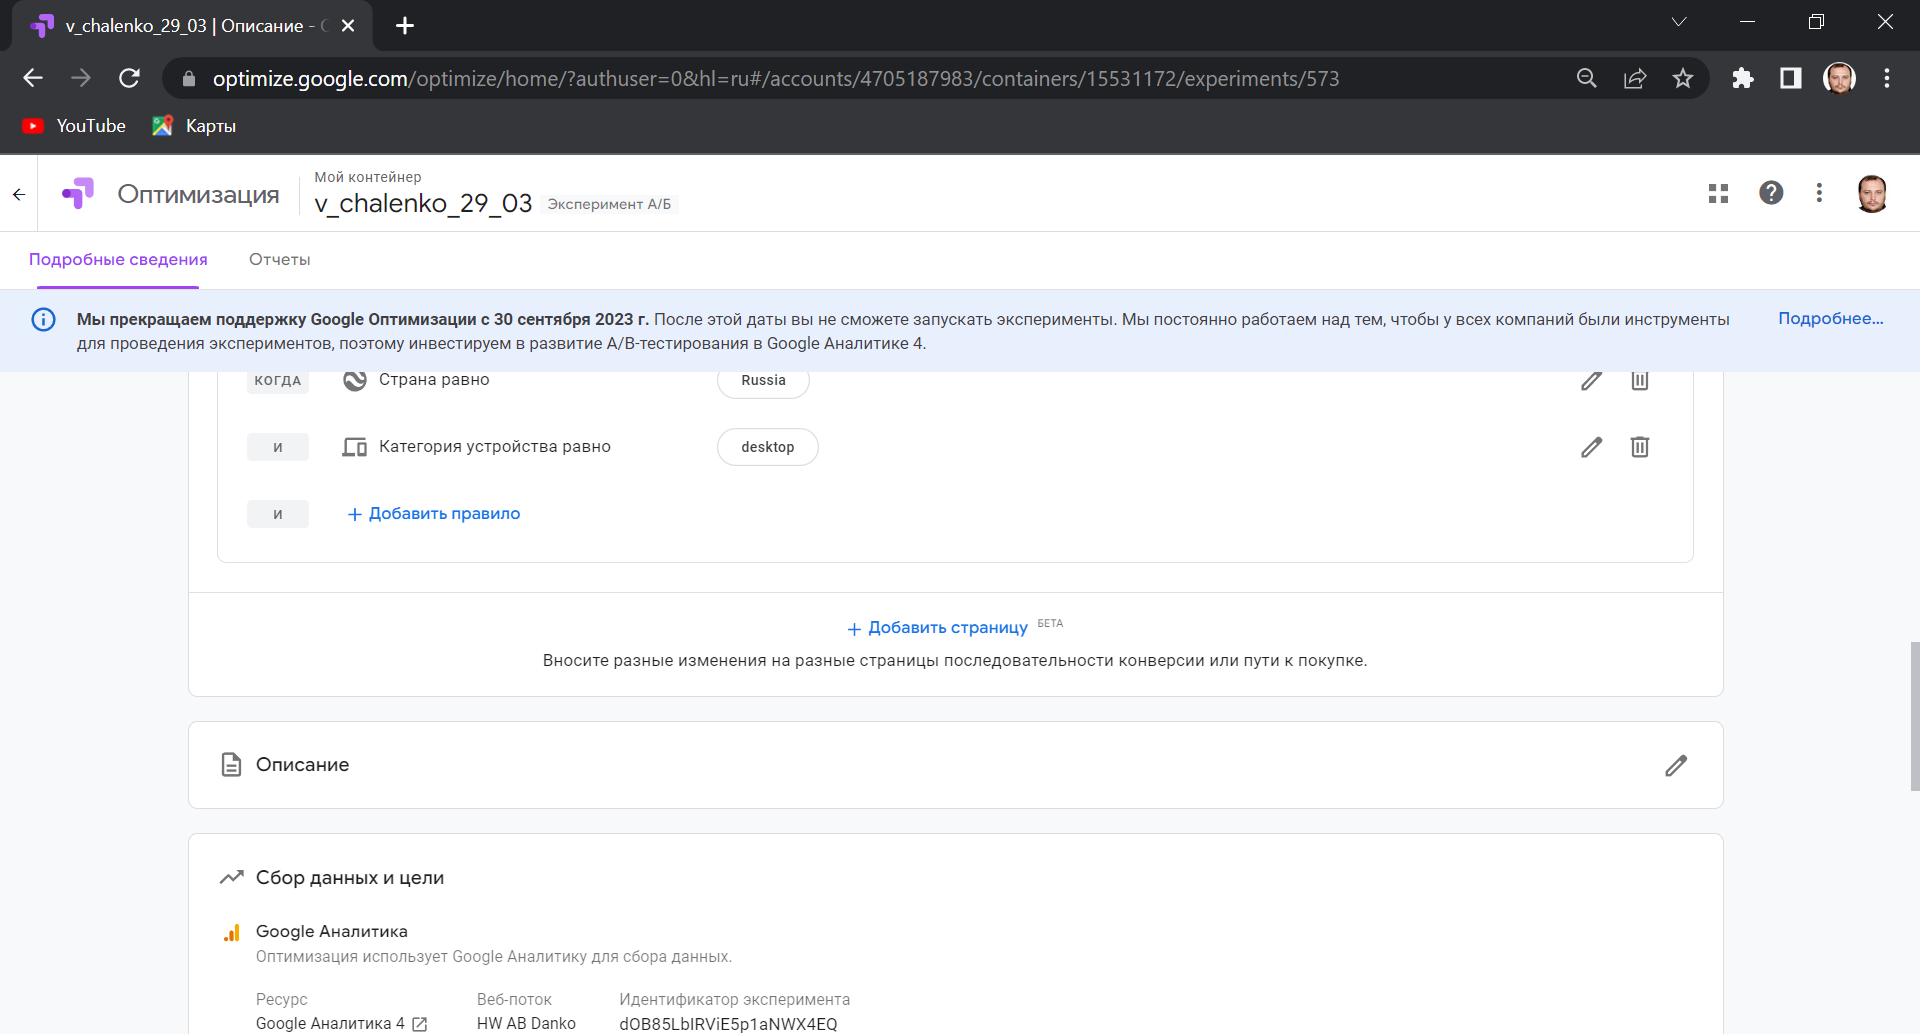 v_chalenko_29_03 | Описание -
optimize.google.com/optimize/home/?authuser=0&hl=ru#/accounts/4705187983/containers/15531172/experiments/573
YouTube
Карты
Оптимизация
Мой контейнер
v_chalenko_29_03
Эксперимент А/Б
Подробные сведения
Отчеты
Мы прекращаем поддержку Google Оптимизации с 30 сентября 2023 г. После этой даты вы не сможете запускать эксперименты. Мы постоянно работаем над тем, чтобы у всех компаний были инструменты
для проведения экспериментов, поэтому инвестируем в развитие A/B-тестирования в Google Аналитике 4.
Подробнее...
КОГДА
Страна равно
Russia
И
Категория устройства равно
desktop
И
+ Добавить правило
+ Добавить страницу БЕТА
Вносите разные изменения на разные страницы последовательности конверсии или пути к покупке.
Описание
Сбор данных и цели
Google Аналитика
Оптимизация использует Google Аналитику для сбора данных.
Ресурс
Веб-поток
Идентификатор эксперимента
Google Аналитика 4
HW AB Danko
dOB85LbIRViE5p1aNWX4EQ